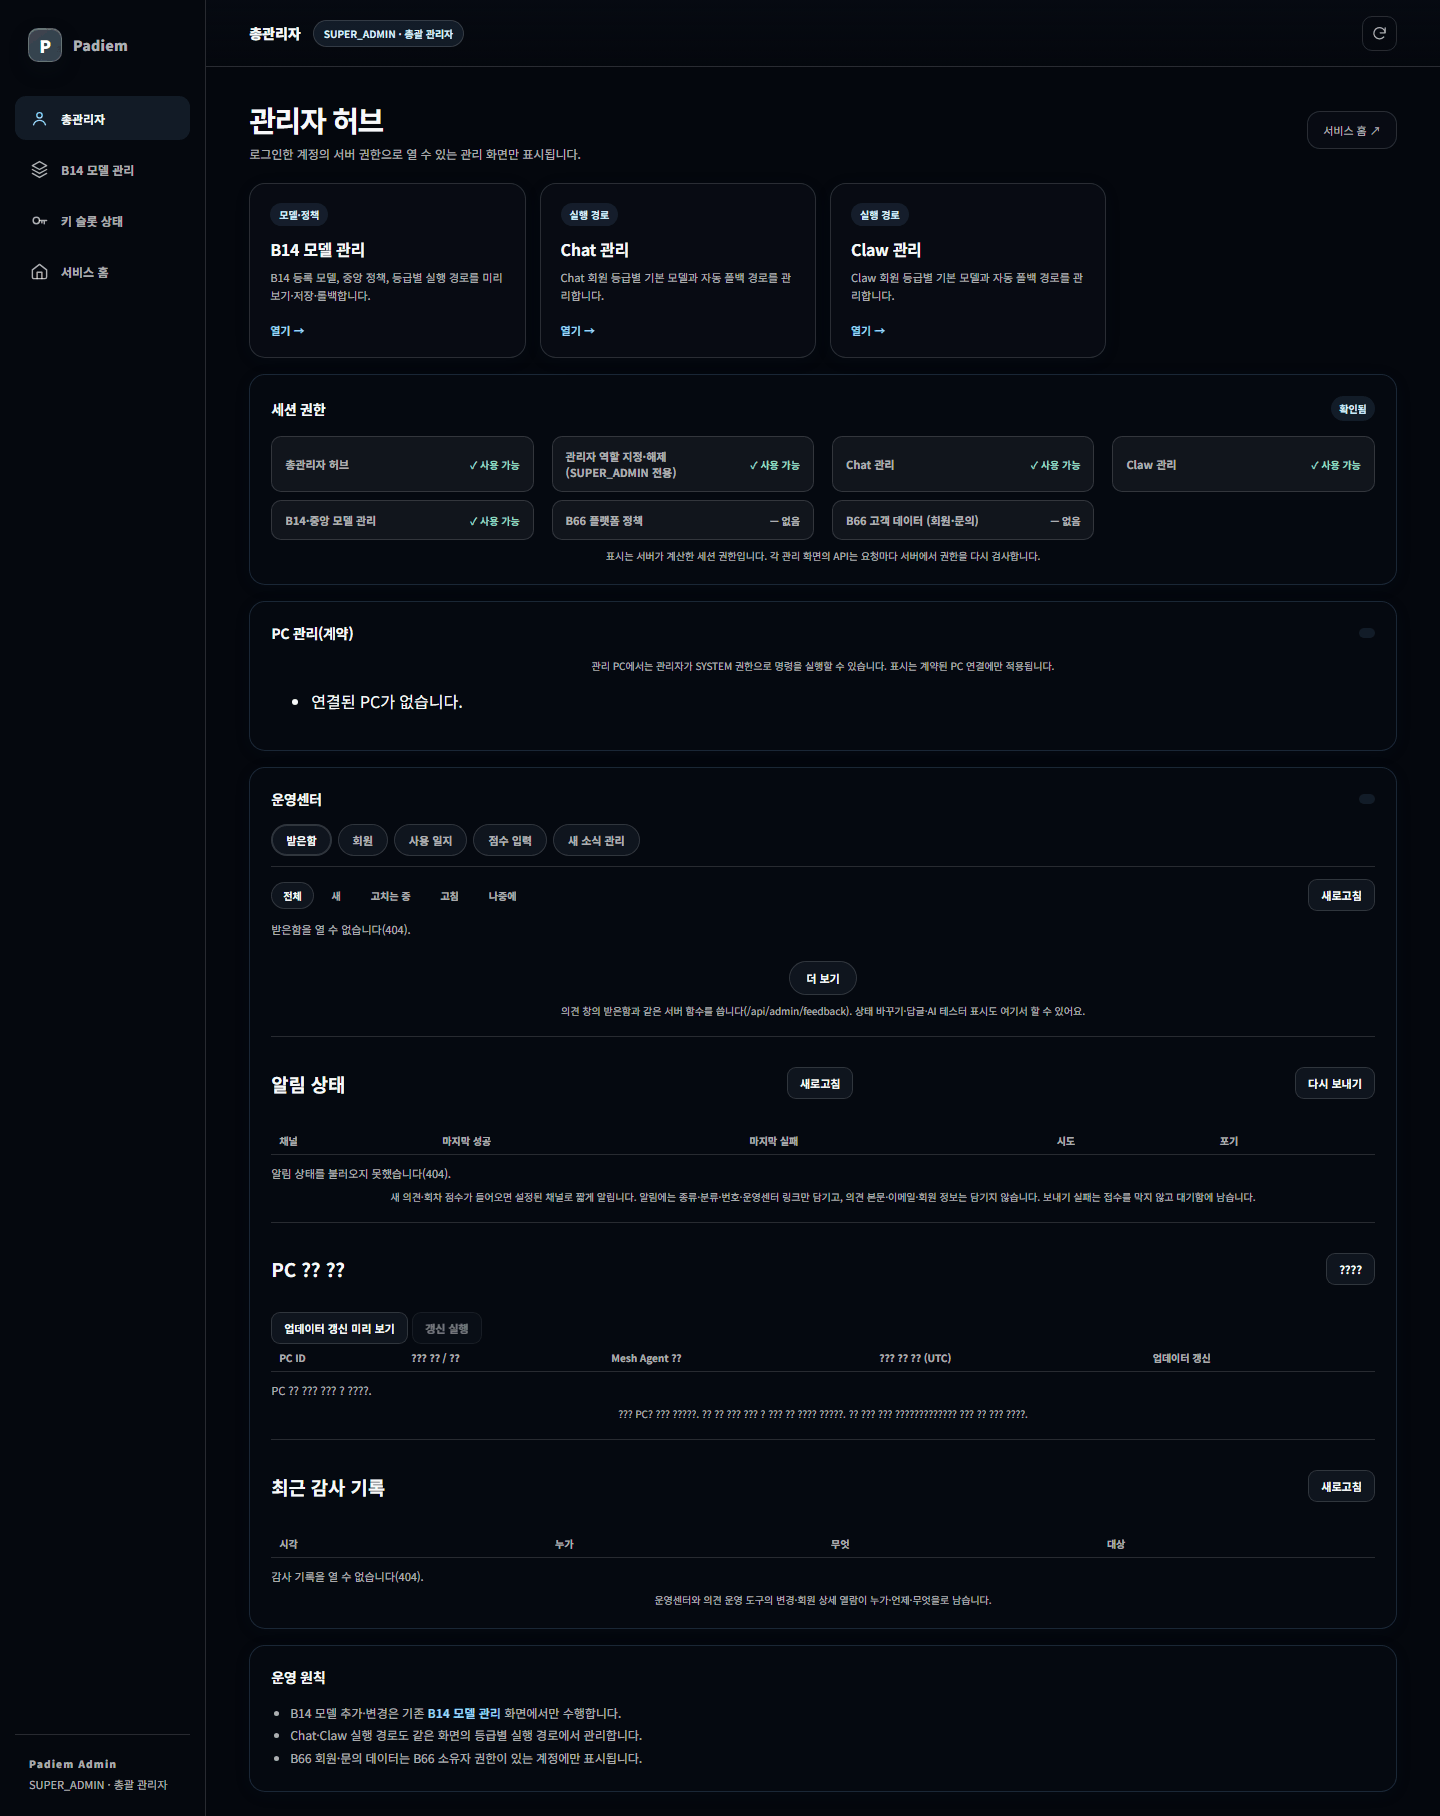 P Padiem
총관리자
B14 모델 관리
키 슬롯 상태
서비스 홈
총관리자 SUPER_ADMIN · 총괄 관리자
관리자 허브
로그인한 계정의 서버 권한으로 열 수 있는 관리 화면만 표시됩니다.
서비스 홈 ↗
모델·정책
B14 모델 관리
B14 등록 모델, 중앙 정책, 등급별 실행 경로를 미리
보기·저장·롤백합니다.
열기 →
실행 경로
Chat 관리
Chat 회원 등급별 기본 모델과 자동 폴백 경로를 관
리합니다.
열기 →
실행 경로
Claw 관리
Claw 회원 등급별 기본 모델과 자동 폴백 경로를 관
리합니다.
열기 →
세션 권한 확인됨
총관리자 허브 ✓ 사용 가능
관리자 역할 지정·해제
(SUPER_ADMIN 전용) ✓ 사용 가능
Chat 관리 ✓ 사용 가능
Claw 관리 ✓ 사용 가능
B14·중앙 모델 관리 ✓ 사용 가능
B66 플랫폼 정책 — 없음
B66 고객 데이터 (회원·문의) — 없음
표시는 서버가 계산한 세션 권한입니다. 각 관리 화면의 API는 요청마다 서버에서 권한을 다시 검사합니다.
PC 관리(계약)
관리 PC에서는 관리자가 SYSTEM 권한으로 명령을 실행할 수 있습니다. 표시는 계약된 PC 연결에만 적용됩니다.
• 연결된 PC가 없습니다.
운영센터
받은함 회원 사용 일지 점수 입력 새 소식 관리
전체 새 고치는 중 고침 나중에 새로고침
받은함을 열 수 없습니다(404).
더 보기
의견 창의 받은함과 같은 서버 함수를 씁니다(/api/admin/feedback). 상태 바꾸기·답글·AI 테스터 표시도 여기서 할 수 있어요.
알림 상태 새로고침 다시 보내기
채널 마지막 성공 마지막 실패 시도 포기
알림 상태를 불러오지 못했습니다(404).
새 의견·회차 점수가 들어오면 설정된 채널로 짧게 알립니다. 알림에는 종류·분류·번호·운영센터 링크만 담기고, 의견 본문·이메일·회원 정보는 담기지 않습니다. 보내기 실패는 접수를 막지 않고 대기함에 남습니다.
PC ?? ?? ????
업데이터 갱신 미리 보기 갱신 실행
PC ID ??? ?? / ?? Mesh Agent ?? ??? ?? ?? (UTC) 업데이터 갱신
PC ?? ??? ??? ? ????.
??? PC? ??? ?????. ?? ?? ??? ??? ? ??? ?? ???? ?????. ?? ??? ??? ????????????? ??? ?? ??? ????.
최근 감사 기록 새로고침
시각 누가 무엇 대상
감사 기록을 열 수 없습니다(404).
운영센터와 의견 운영 도구의 변경·회원 상세 열람이 누가·언제·무엇을로 남습니다.
운영 원칙
• B14 모델 추가·변경은 기존 B14 모델 관리 화면에서만 수행합니다.
• Chat·Claw 실행 경로도 같은 화면의 등급별 실행 경로에서 관리합니다.
• B66 회원·문의 데이터는 B66 소유자 권한이 있는 계정에만 표시됩니다.
Padiem Admin
SUPER_ADMIN · 총괄 관리자